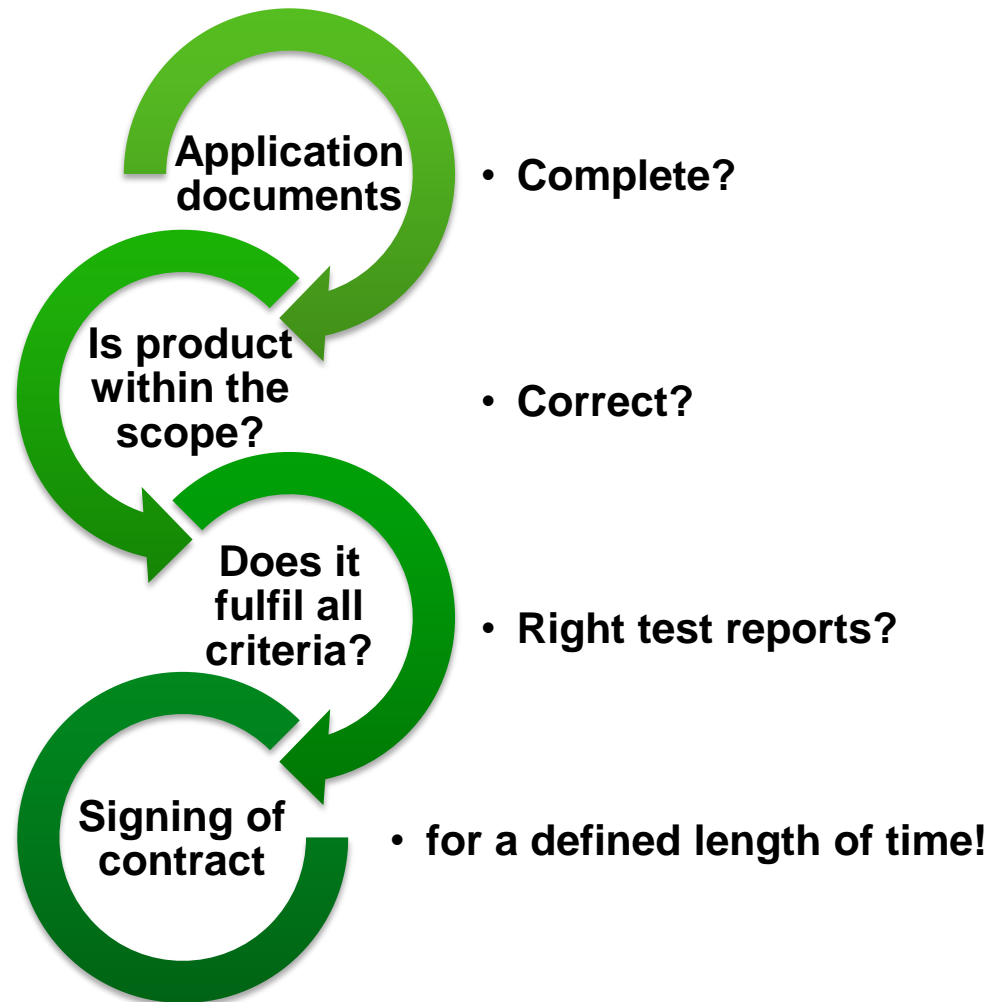 Application
documents
• Complete?
Is product
within the
scope?
• Correct?
Does it
fulfil all
criteria?
• Right test reports?
Signing of
contract
• for a defined length of time!